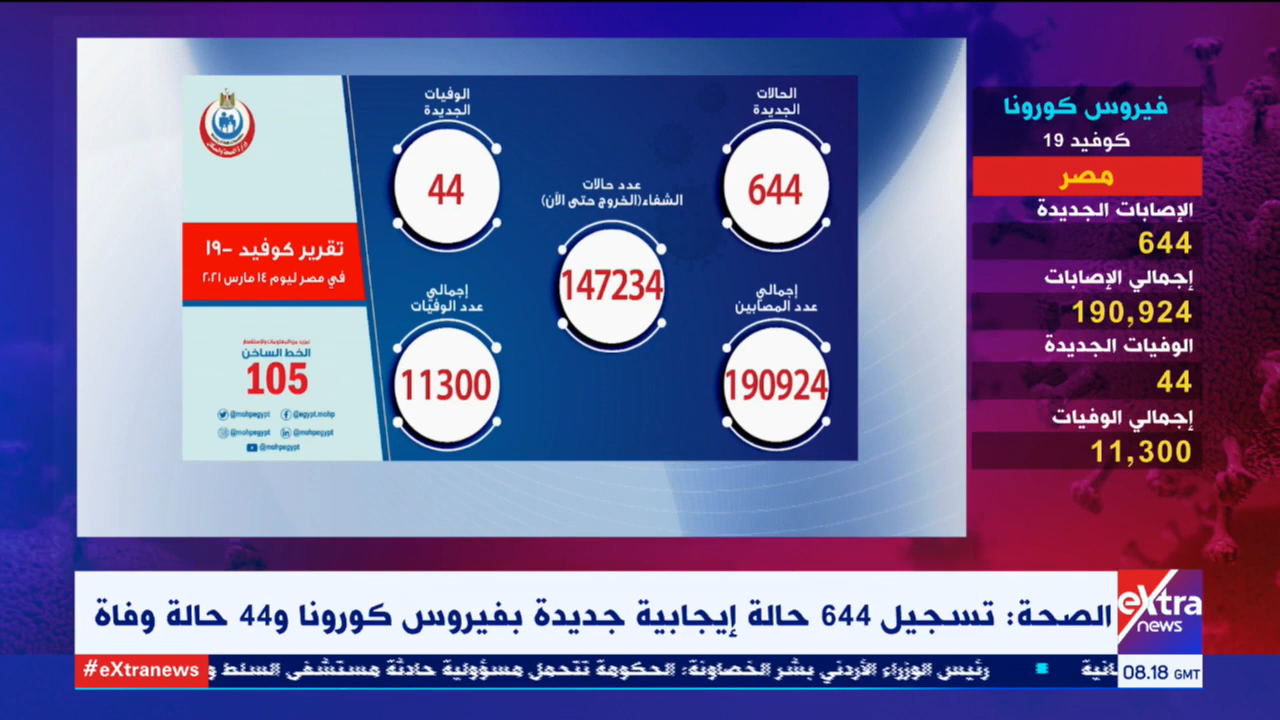 فيروس كورونا
كوفيد 19
مصر
الإصابات الجديدة
644
إجمالي الإصابات
190,924
الوفيات الجديدة
44
إجمالي الوفيات
11,300
الحالات
الجديدة
644
إجمالي
عدد المصابين
190924
عدد حالات
الشفاء(الخروج حتى الآن)
147234
الوفيات
الجديدة
44
إجمالي
عدد الوفيات
11300
تقرير كوفيد -١٩
في مصر ليوم ١٤ مارس ٢٠٢١
لمزيد من المعلومات والاستفسار
الخط الساخن
105
@mohpegypt @egypt.mohp
@mohpegypt @mohpegypt
@mohpegypt
الصحة: تسجيل 644 حالة إيجابية جديدة بفيروس كورونا و44 حالة وفاة
eXtra
news
#eXtranews
رئيس الوزراء الأردني بشر الخصاونة: الحكومة تتحمل مسؤولية حادثة مستشفى السلط و
08.18 GMT